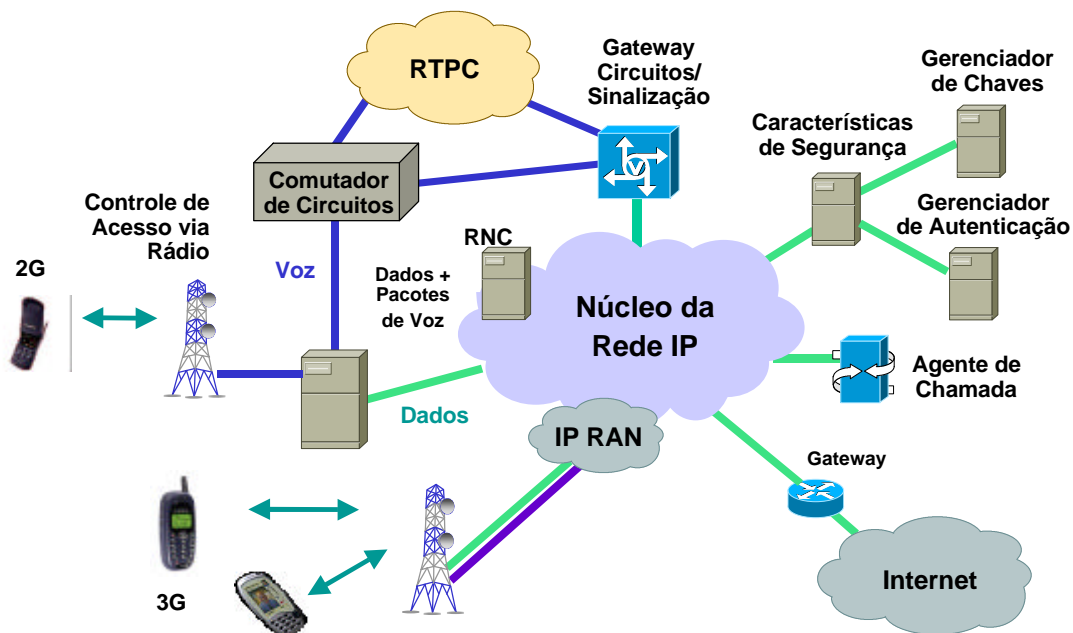 RTPC
Gateway
Circuitos/
Sinalização
Gerenciador
de Chaves
Características
de Segurança
Comutador
de Circuitos
Controle de
Acesso via
Rádio
Gerenciador
de Autenticação
RNC
2G
Voz
Dados +
Pacotes
de Voz
Núcleo da
Rede IP
Agente de
Chamada
Dados
IP RAN
Gateway
3G
Internet
V